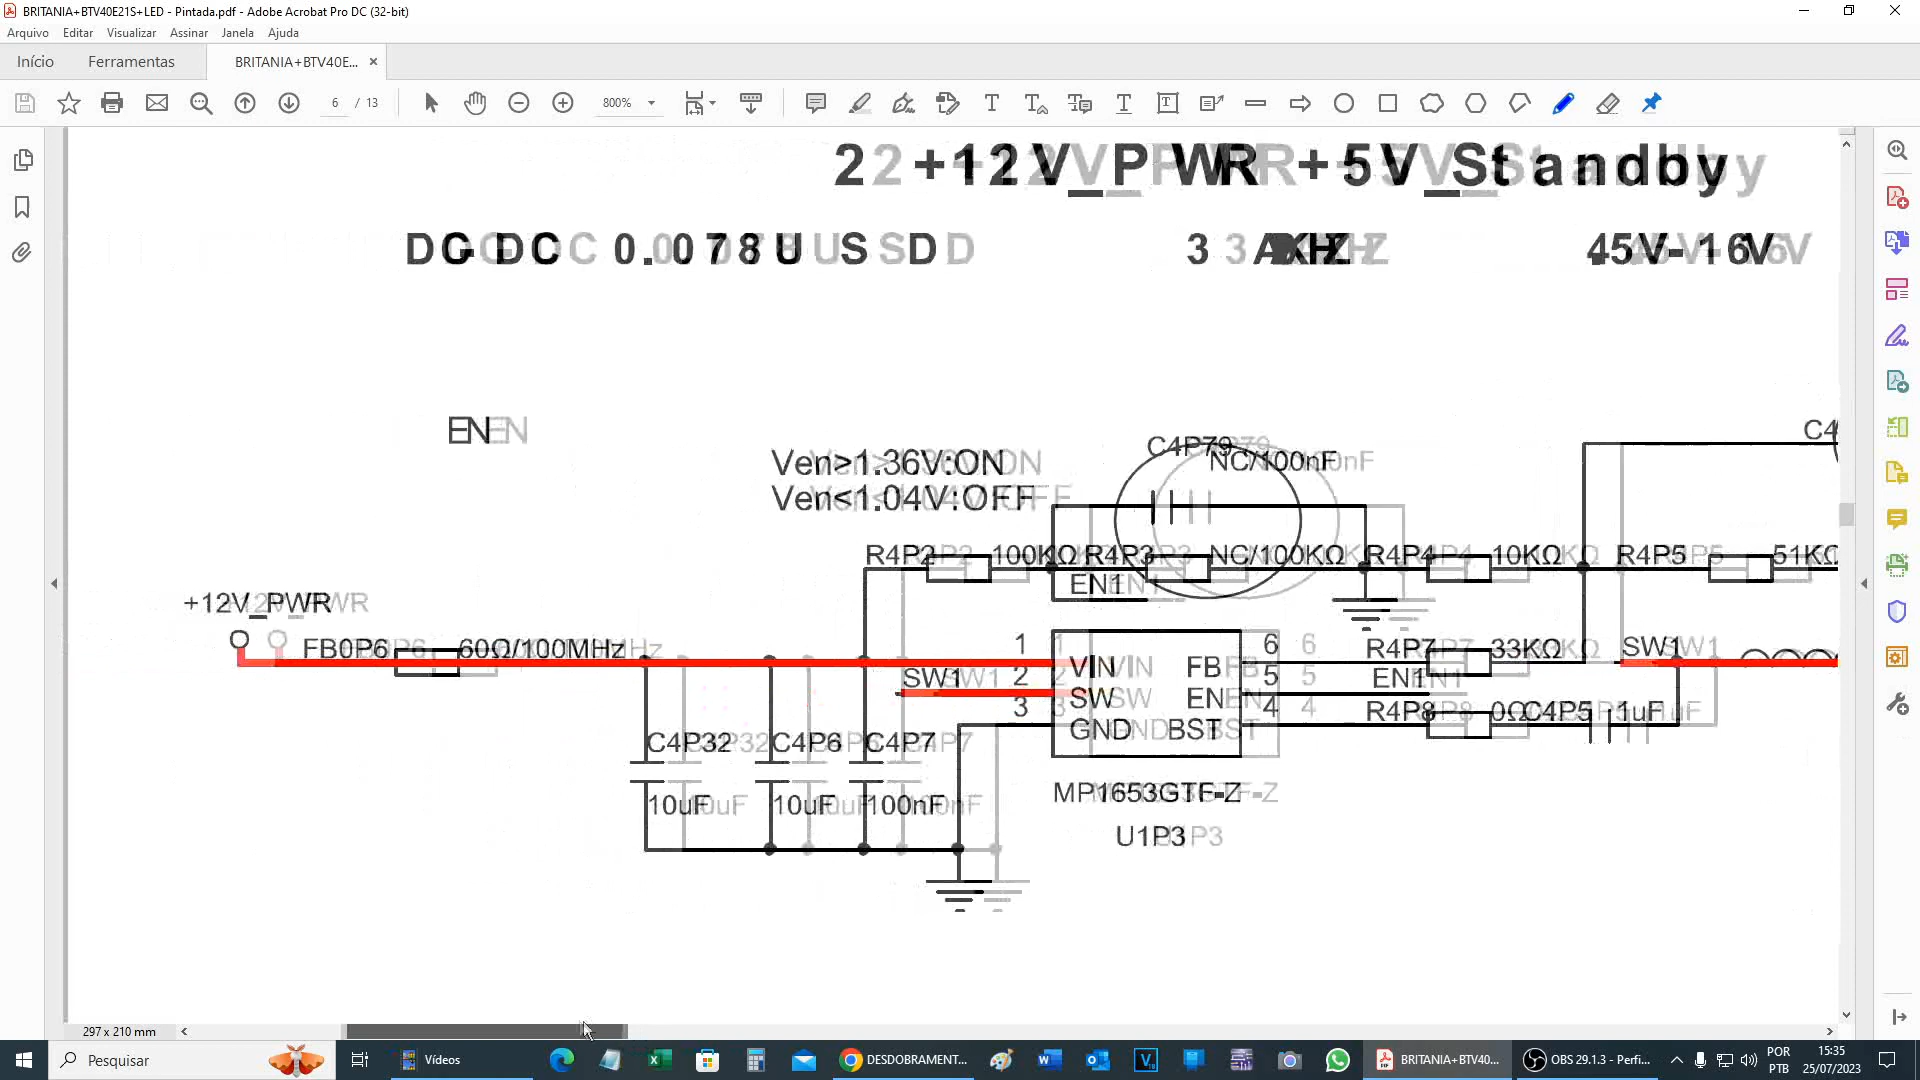 BRITANIA+BTV40E21S+LED - Pintada.pdf - Adobe Acrobat Pro DC (32-bit)
Arquivo Editar Visualizar Assinar Janela Ajuda
Início Ferramentas BRITANIA+BTV40E... ×
6 / 13 800%
22+12V_PWR+5V_Standby
DC-DC 0.078USD 3AXHZ 45V-16V
EN
Ven>1.36V:ON
Ven<1.04V:OFF
C4P79
NC/100nF
C4
R4P2 100KΩ R4P3 NC/100KΩ R4P4 10KΩ R4P5 51KΩ
EN1
+12V_PWR
FB0P6 60Ω/100MHz
1 VIN FB 6 R4P7 33KΩ SW1
SW1 2 SW EN 5 EN1
3 GND BST 4 R4P8 0Ω C4P5 1uF
C4P32 C4P6 C4P7
10uF 10uF 100nF
MP1653GTF-Z
U1P3
297 x 210 mm
Pesquisar Vídeos DESDOBRAMENT... BRITANIA+BTV40... OBS 29.1.3 - Perfi... POR PTB 15:35 25/07/2023